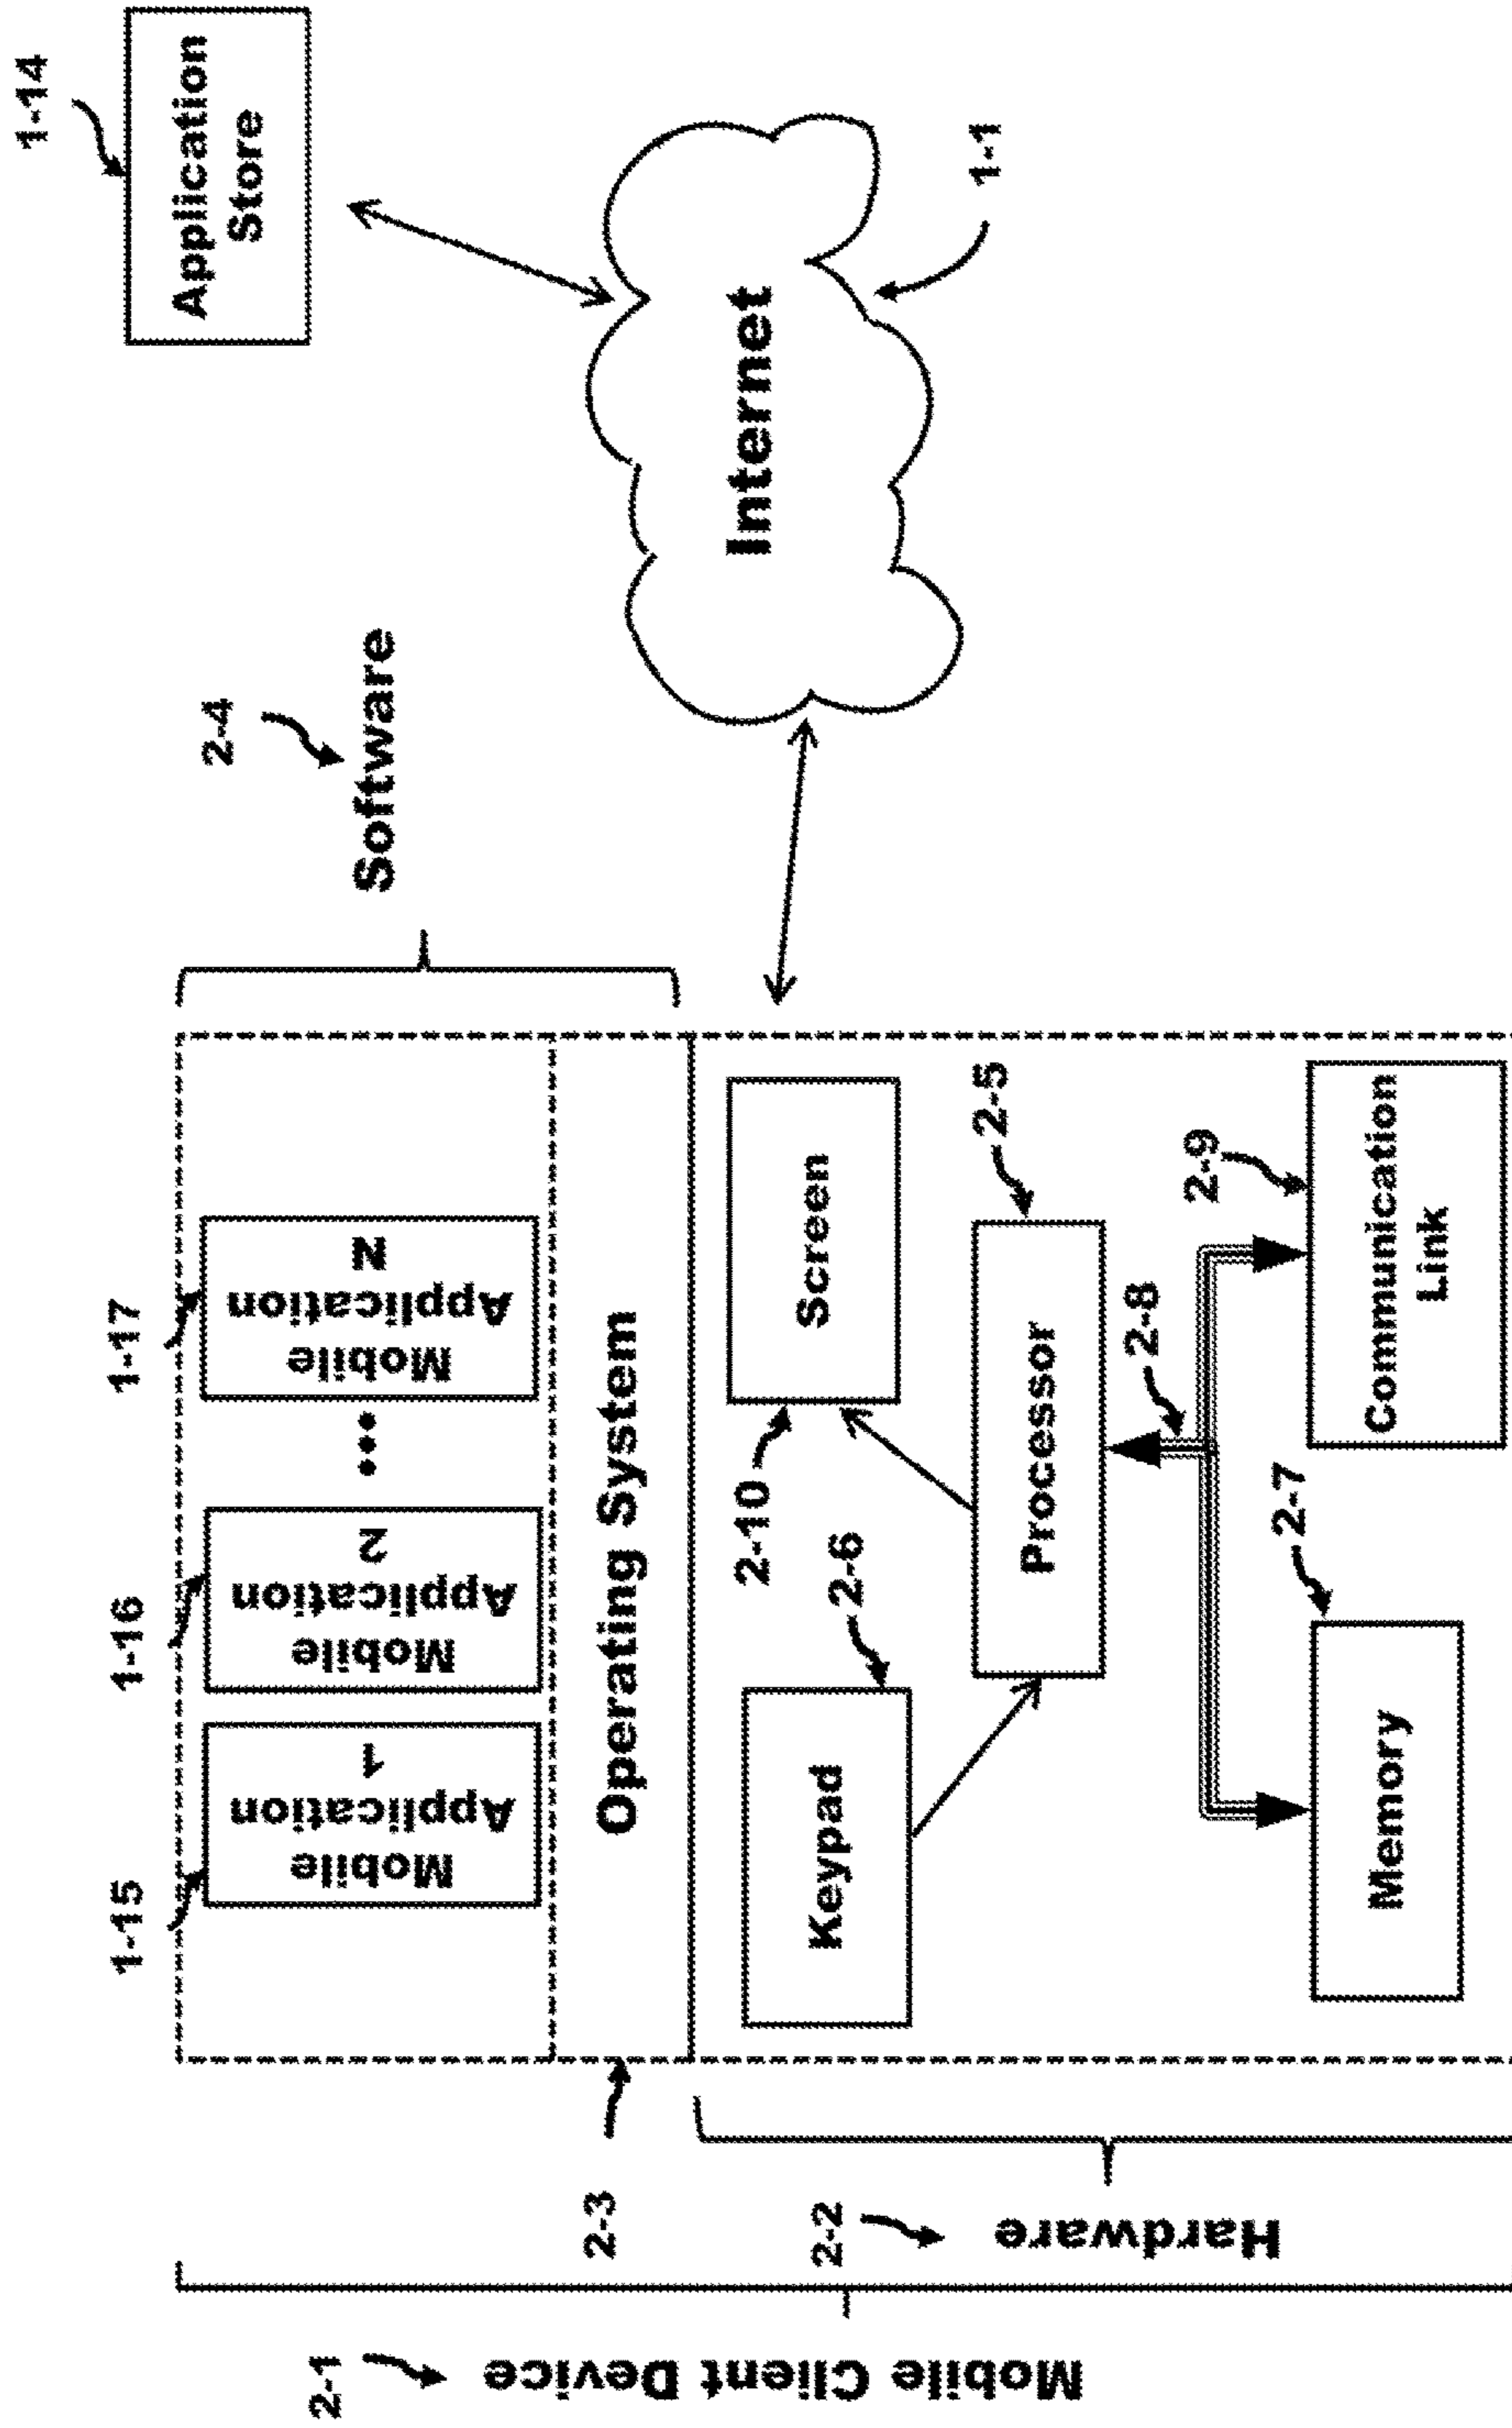 1-14
Application
Store
1-15
1-16
1-17
2-4
Software
Mobile
Application
1
Mobile
Application
2
•••
Mobile
Application
N
2-3
Operating System
Internet
1-1
2-1
Mobile Client Device
2-2
Hardware
Keypad
2-6
2-10
Screen
Processor
2-5
2-8
2-7
Memory
2-9
Communication
Link